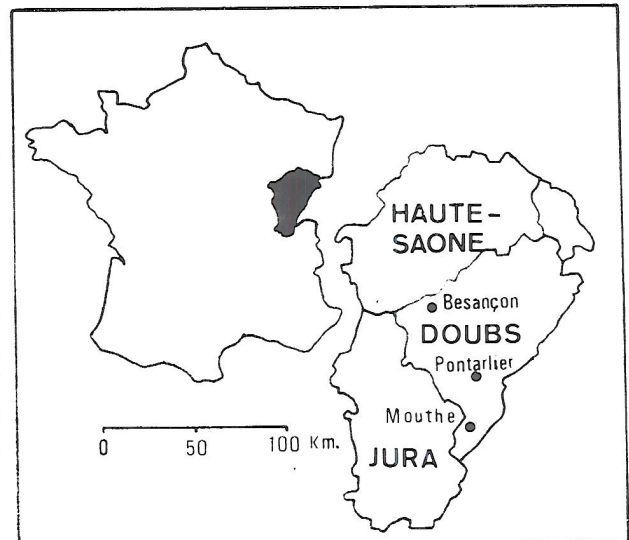 HAUTE-
SAONE
Besançon
DOUBS
Pontarlier
Mouthe
JURA
0 50 100 Km.